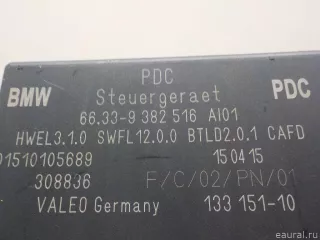 PDC
BMW Steuergeraet PDC
66.33-9 382 516 AI01
HWEL3.1.0 SWFL12.0.0 BTLD2.0.1 CAFD
01510105689 150415
308836 F/C/02/PN/01
VALEO Germany 133 151-10
eaural.ru